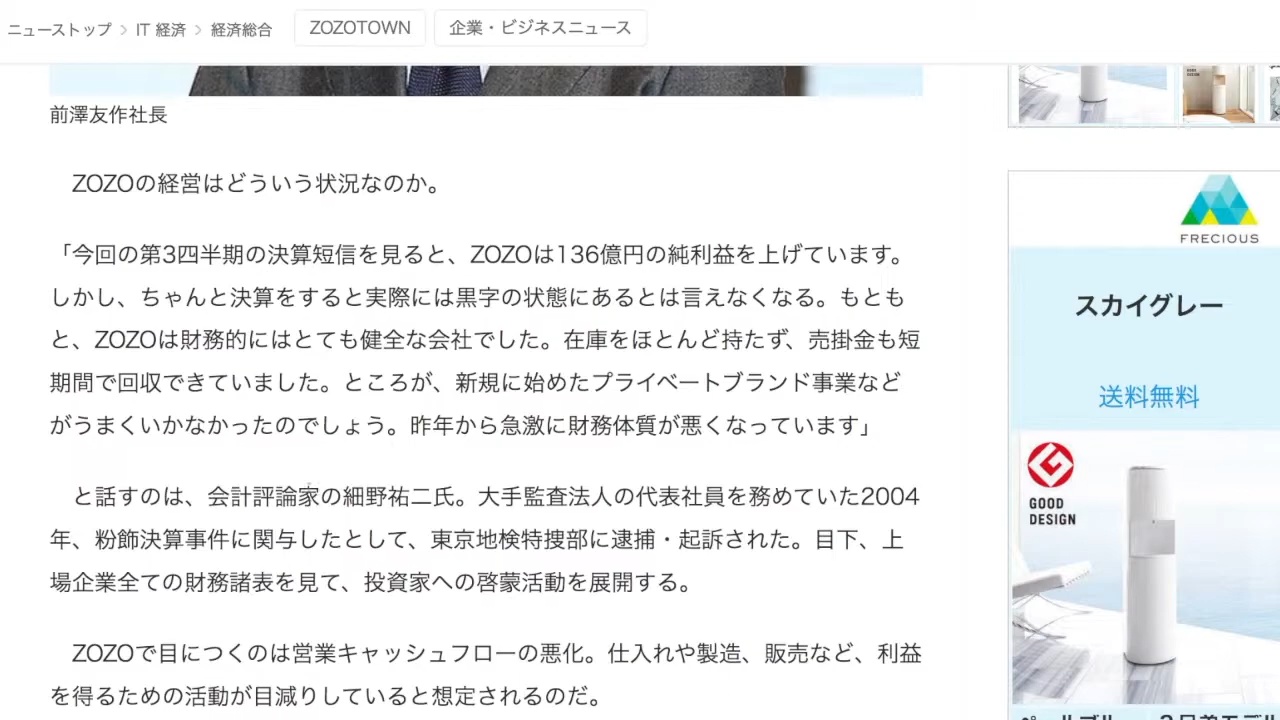 ニューストップ > IT 経済 > 経済総合 ZOZOTOWN 企業・ビジネスニュース
前澤友作社長
ZOZOの経営はどういう状況なのか。
「今回の第3四半期の決算短信を見ると、ZOZOは136億円の純利益を上げています。
しかし、ちゃんと決算をすると実際には黒字の状態にあるとは言えなくなる。もとも
と、ZOZOは財務的にはとても健全な会社でした。在庫をほとんど持たず、売掛金も短
期間で回収できていました。ところが、新規に始めたプライベートブランド事業など
がうまくいかなかったのでしょう。昨年から急激に財務体質が悪くなっています」
と話すのは、会計評論家の細野祐二氏。大手監査法人の代表社員を務めていた2004
年、粉飾決算事件に関与したとして、東京地検特捜部に逮捕・起訴された。目下、上
場企業全ての財務諸表を見て、投資家への啓蒙活動を展開する。
ZOZOで目につくのは営業キャッシュフローの悪化。仕入れや製造、販売など、利益
を得るための活動が目減りしていると想定されるのだ。
FRECIOUS
スカイグレー
送料無料
GOOD
DESIGN